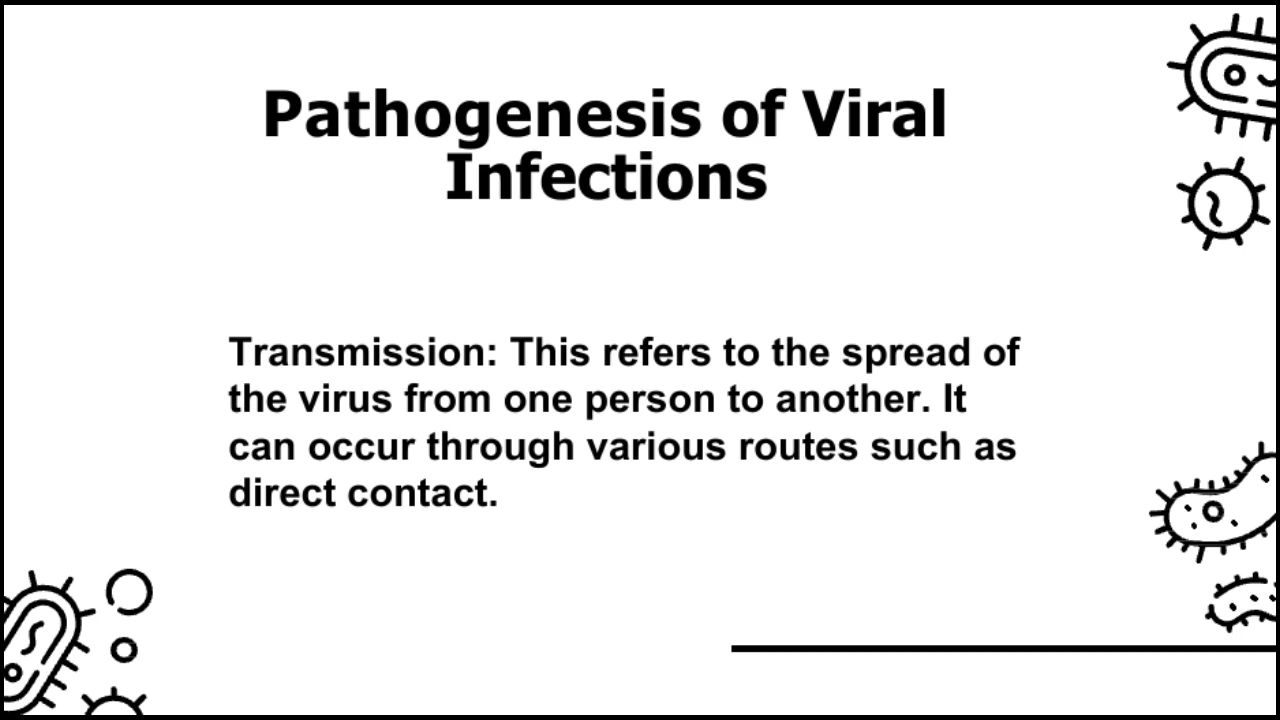 Pathogenesis of Viral
Infections
Transmission: This refers to the spread of
the virus from one person to another. It
can occur through various routes such as
direct contact.